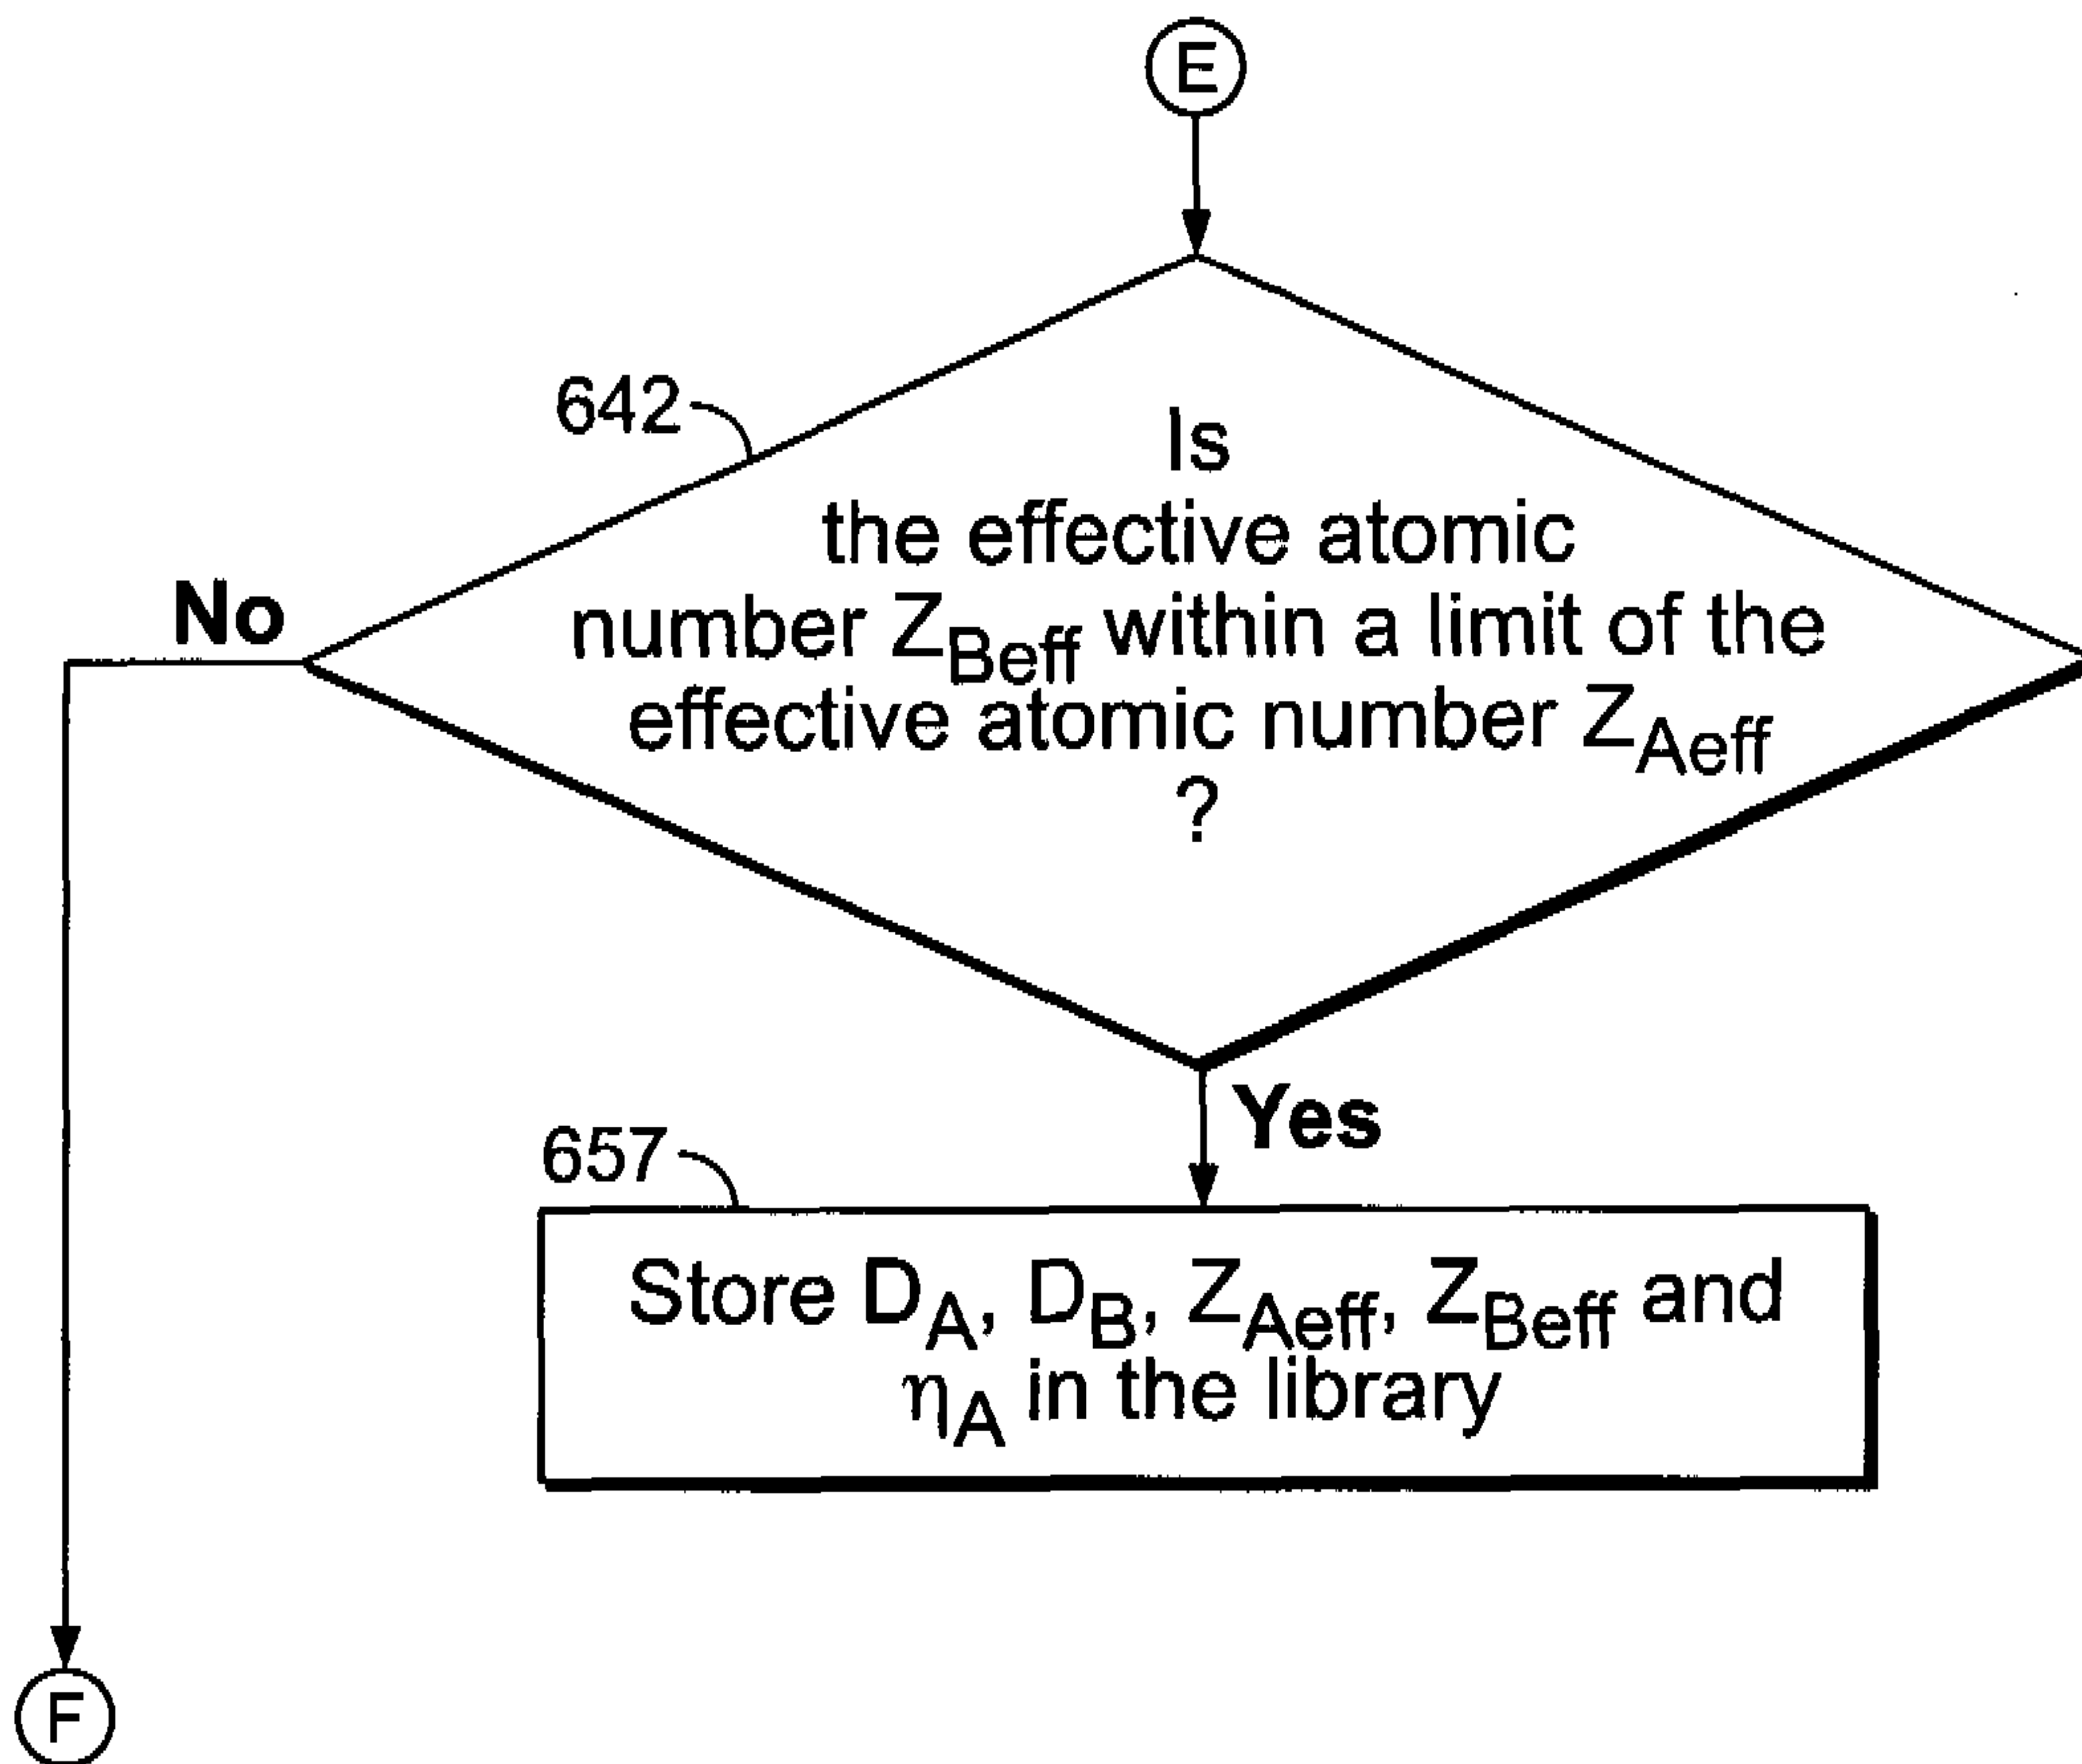 E
642
Is
the effective atomic
number Z_Beff within a limit of the
effective atomic number Z_Aeff
?
No
Yes
657
Store D_A, D_B, Z_Aeff, Z_Beff and
η_A in the library
F